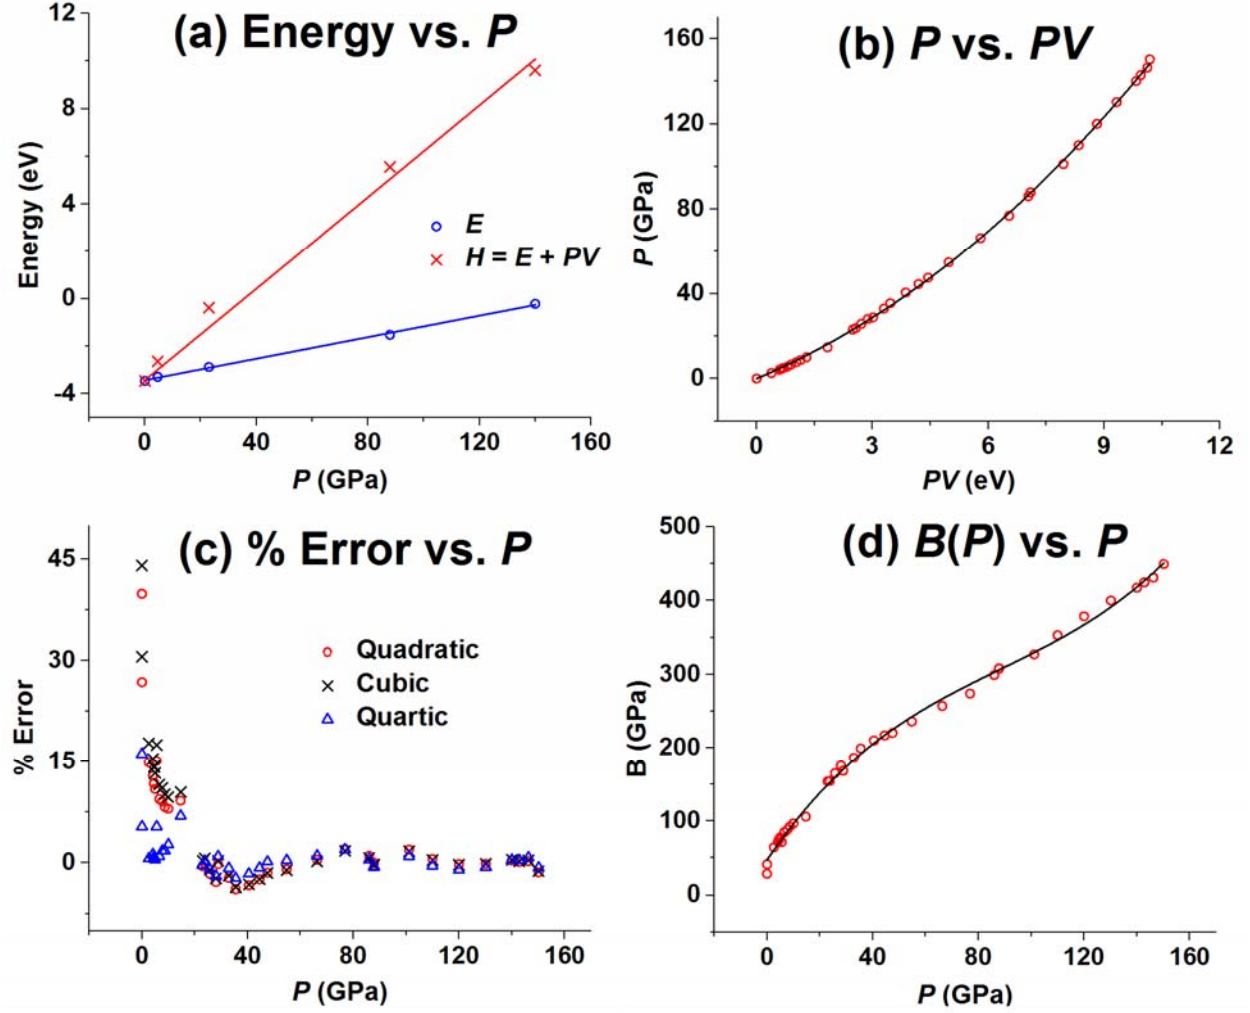 (a) Energy vs. P
12
8
4
0
-4
Energy (eV)
E
H = E + PV
0 40 80 120 160
P (GPa)
(b) P vs. PV
160
120
80
40
0
P (GPa)
0 3 6 9 12
PV (eV)
(c) % Error vs. P
45
30
15
0
% Error
Quadratic
Cubic
Quartic
0 40 80 120 160
P (GPa)
(d) B(P) vs. P
500
400
300
200
100
0
B (GPa)
0 40 80 120 160
P (GPa)